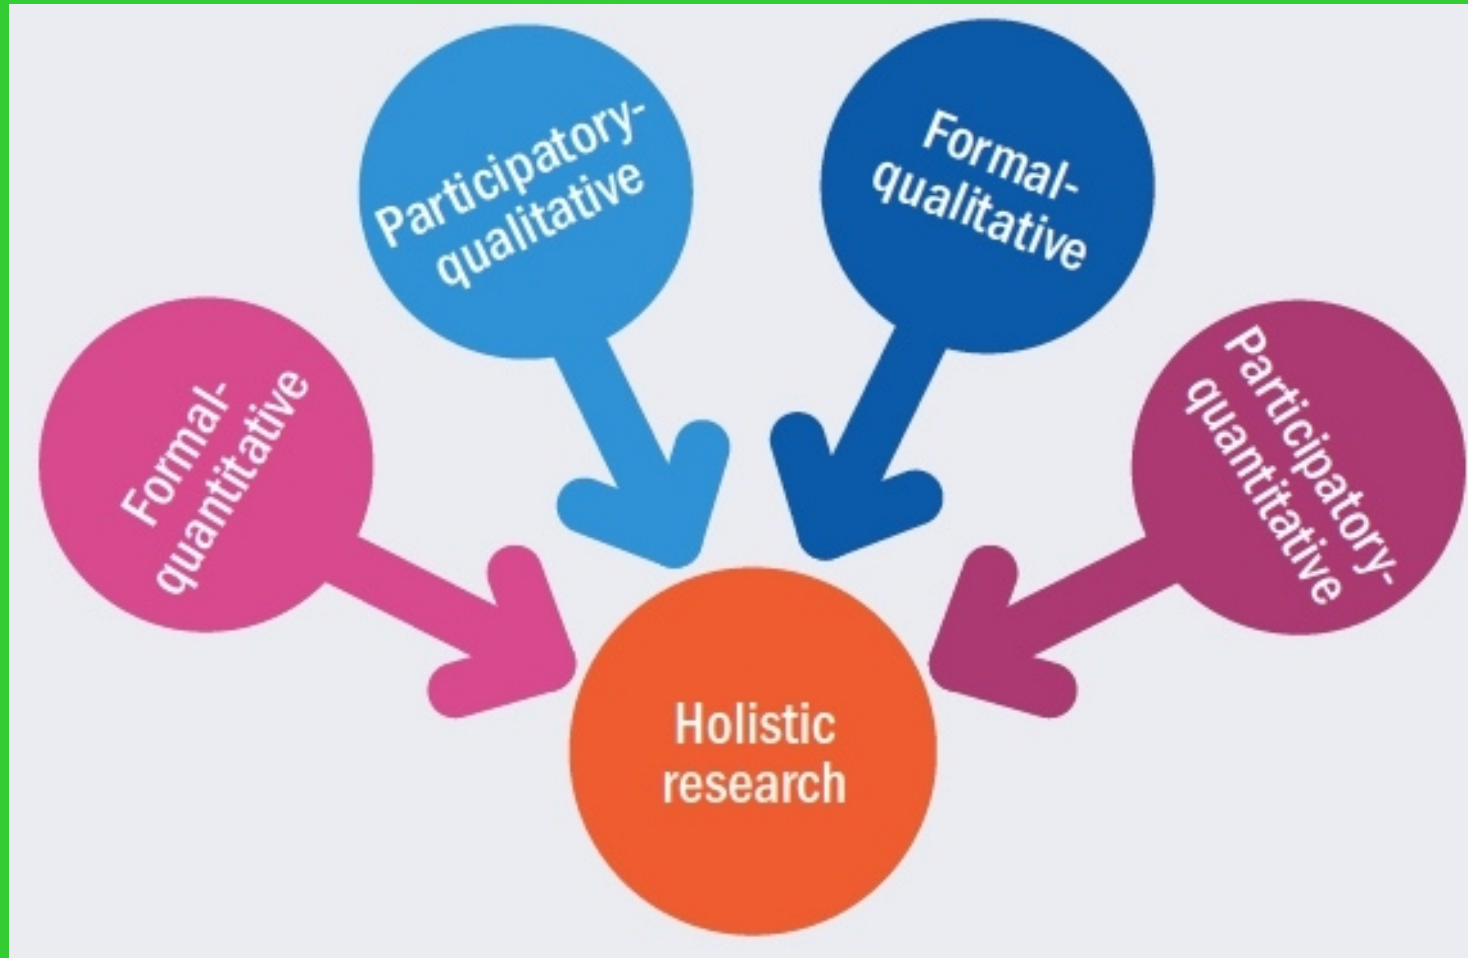 Formal-
quantitative
Participatory-
qualitative
Formal-
qualitative
Participatory-
quantitative
Holistic
research